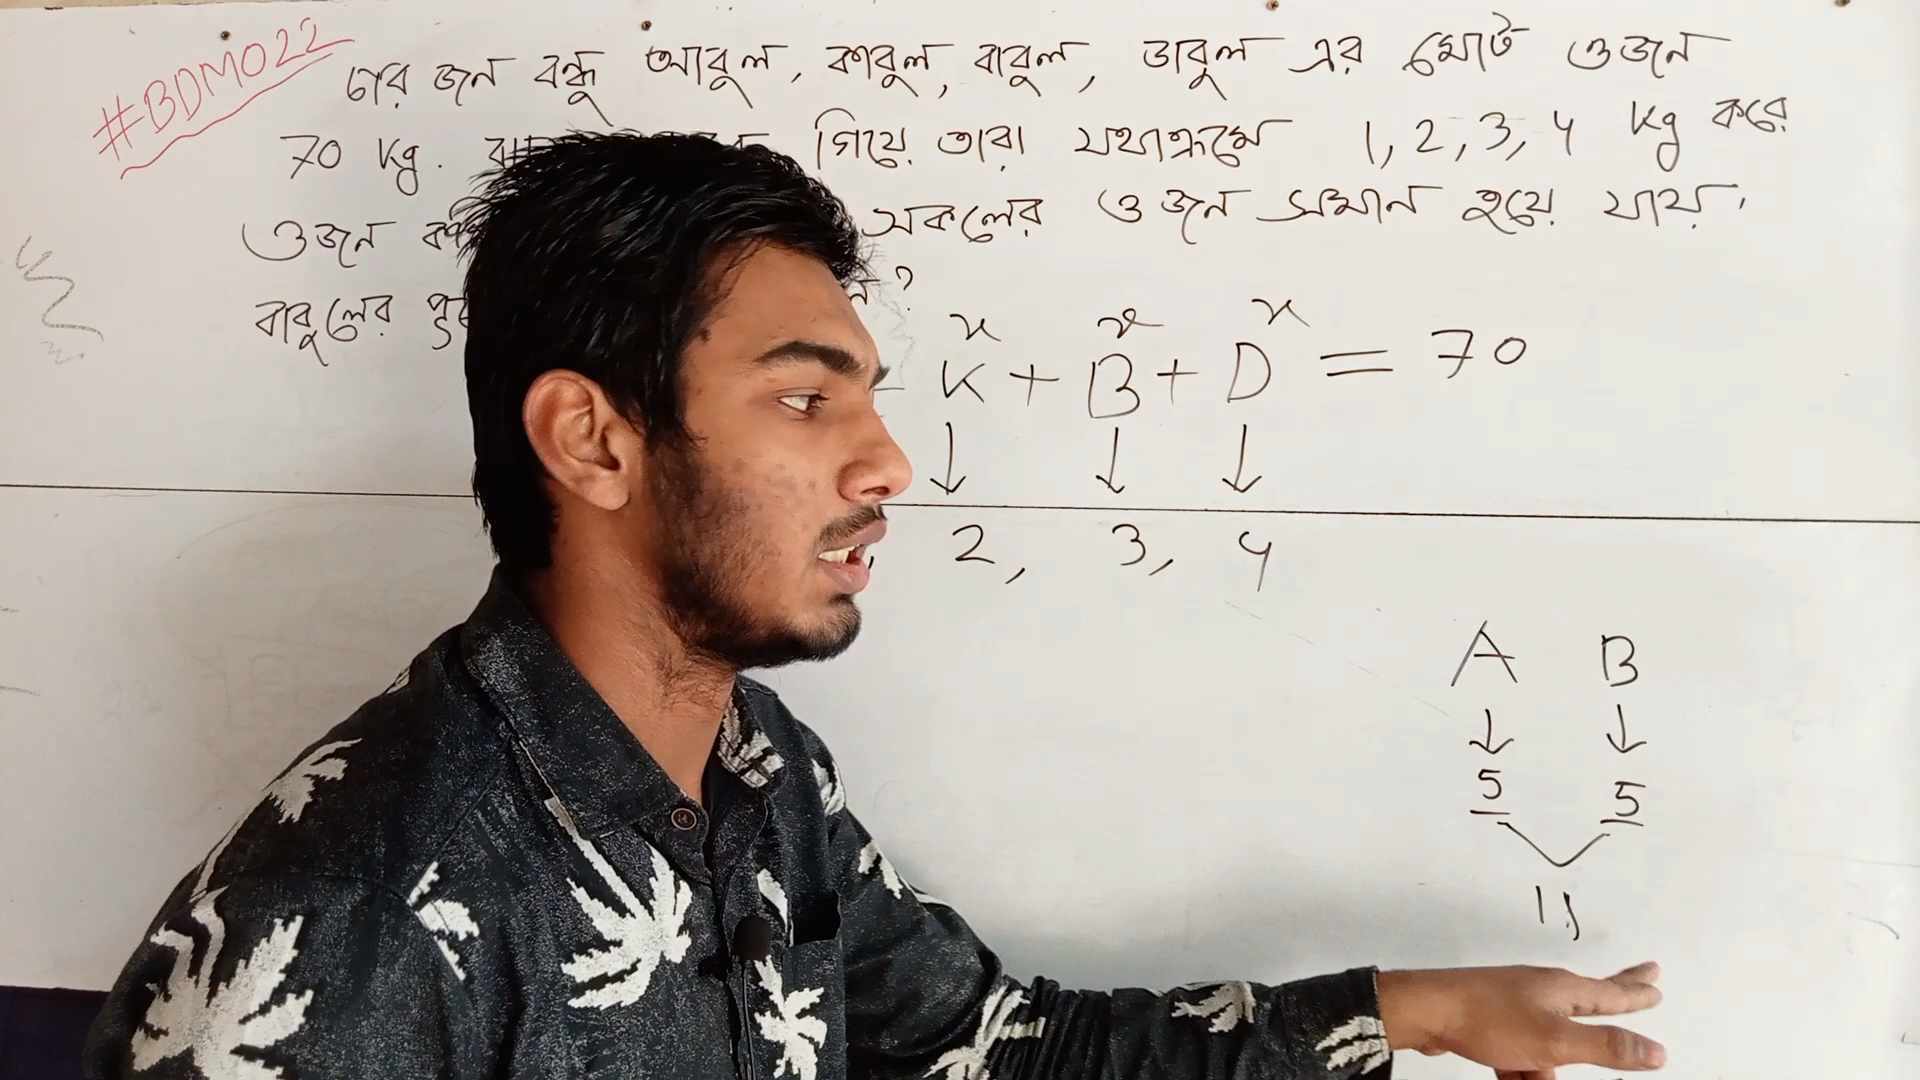 #BDMO22
চার জন বন্ধু আবুল, কাবুল, বাবুল, ডাবুল এর মোট ওজন
70 kg. গিয়ে তারা যথাক্রমে 1, 2, 3, 4 kg করে
ওজন সকলের ওজন সমান হয়ে যায়.
বাবুলের ?
x x x
K + B + D = 70
2, 3, 4
A B
5 5